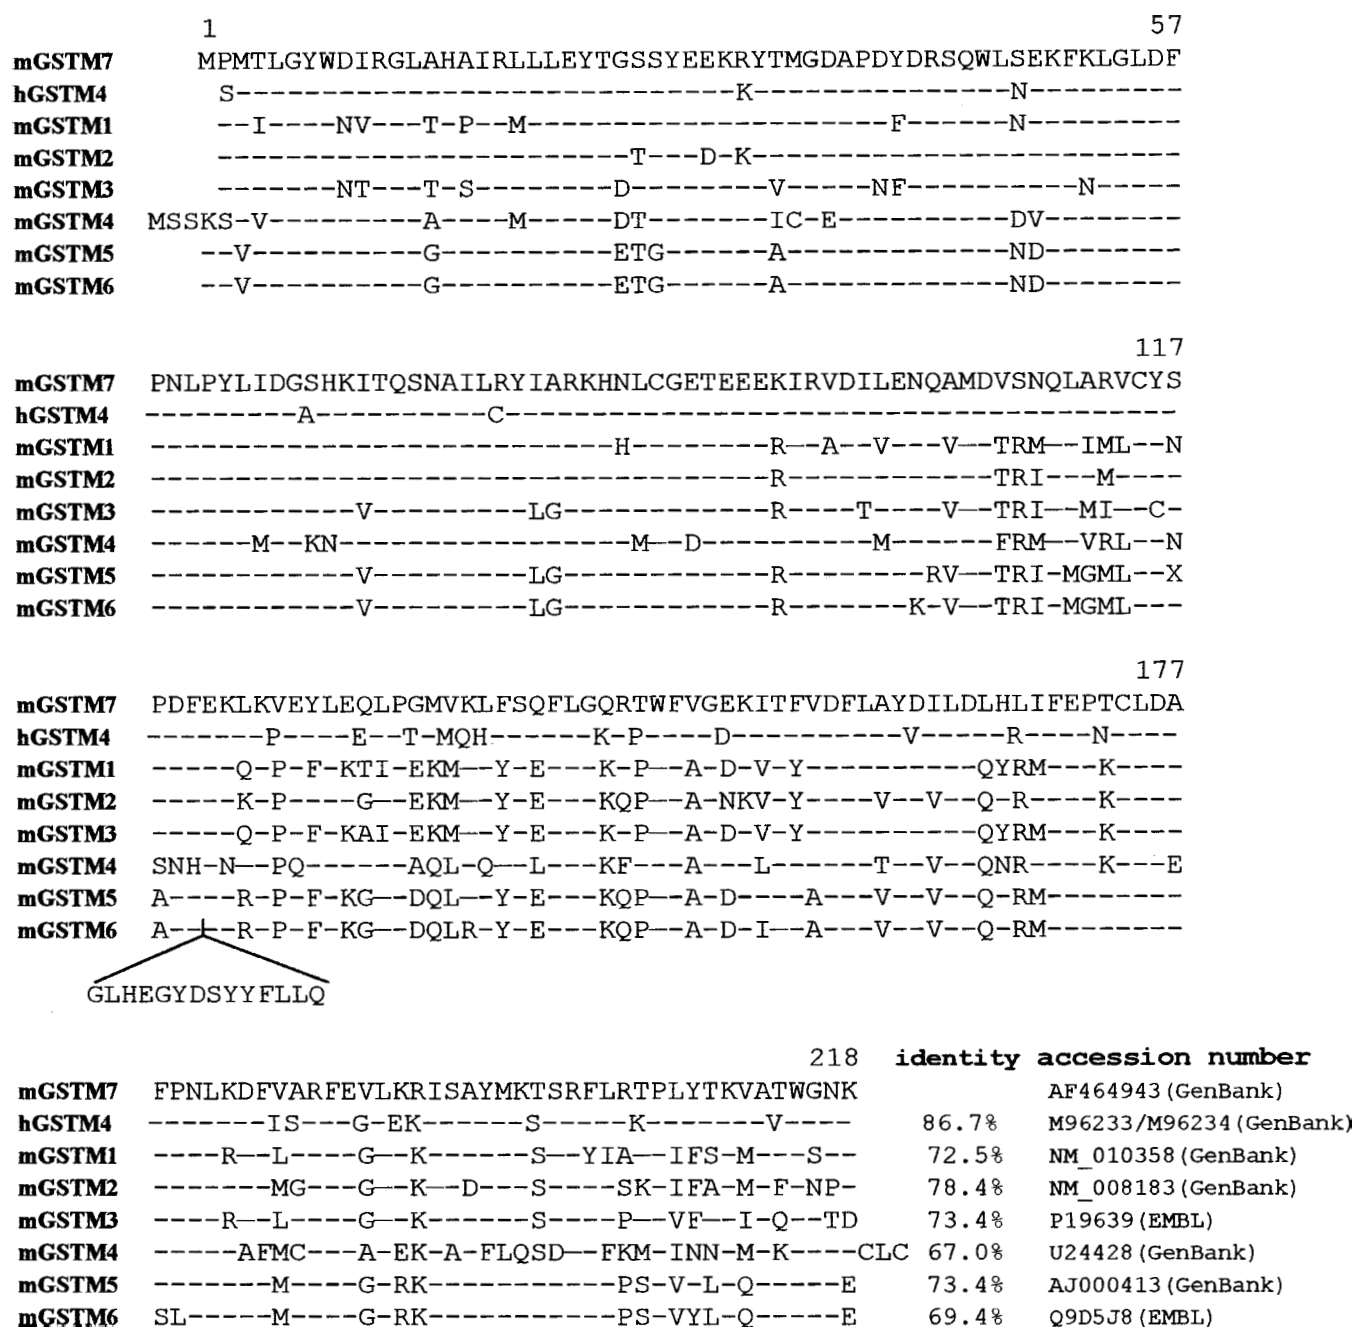 1 57
mGSTM7 MPMTLGYWDIRGLAHAIRLLLEYTGSSYEEKRYTMGDAPDYDRSQWLSEKFKLGLDF
hGSTM4 S-----------------------------K---------------N---------
mGSTM1 --I----NV---T-P--M---------------------F------N---------
mGSTM2 ------------------------T---D-K-------------------------
mGSTM3 -------NT---T-S--------D--------V-----NF----------N-----
mGSTM4 MSSKS-V---------A----M-----DT-------IC-E----------DV--------
mGSTM5 --V----------G----------ETG------A-------------ND--------
mGSTM6 --V----------G----------ETG------A-------------ND--------
117
mGSTM7 PNLPYLIDGSHKITQSNAILRYIARKHNLCGETEEEKIRVDILENQAMDVSNQLARVCYS
hGSTM4 ---------A----------C----------------------------------------
mGSTM1 ---------------------------H--------R--A--V---V--TRM--IML--N
mGSTM2 ------------------------------------R------------TRI---M----
mGSTM3 ------------V---------LG------------R----T----V--TRI--MI--C-
mGSTM4 ------M--KN-----------------M--D----------M------FRM--VRL--N
mGSTM5 ------------V---------LG------------R--------RV--TRI-MGML--X
mGSTM6 ------------V---------LG------------R-------K-V--TRI-MGML---
177
mGSTM7 PDFEKLKVEYLEQLPGMVKLFSQFLGQRTWFVGEKITFVDFLAYDILDLHLIFEPTCLDA
hGSTM4 -------P----E--T-MQH------K-P----D----------V-----R----N----
mGSTM1 -----Q-P-F-KTI-EKM--Y-E---K-P--A-D-V-Y----------QYRM---K----
mGSTM2 -----K-P----G--EKM--Y-E---KQP--A-NKV-Y----V--V--Q-R----K----
mGSTM3 -----Q-P-F-KAI-EKM--Y-E---K-P--A-D-V-Y----------QYRM---K----
mGSTM4 SNH-N--PQ------AQL-Q--L---KF---A---L------T--V--QNR----K---E
mGSTM5 A----R-P-F-KG--DQL--Y-E---KQP--A-D----A---V--V--Q-RM--------
mGSTM6 A----R-P-F-KG--DQLR-Y-E---KQP--A-D-I--A---V--V--Q-RM--------
GLHEGYDSYYFLLQ
218 identity accession number
mGSTM7 FPNLKDFVARFEVLKRISAYMKTSRFLRTPLYTKVATWGNK AF464943(GenBank)
hGSTM4 -------IS---G-EK------S-----K-------V---- 86.7% M96233/M96234(GenBank)
mGSTM1 ----R--L----G--K------S--YIA--IFS-M---S-- 72.5% NM_010358(GenBank)
mGSTM2 -------MG---G--K--D---S----SK-IFA-M-F-NP- 78.4% NM_008183(GenBank)
mGSTM3 ----R--L----G--K------S----P--VF--I-Q--TD 73.4% P19639(EMBL)
mGSTM4 -----AFMC---A-EK-A-FLQSD--FKM-INN-M-K----CLC 67.0% U24428(GenBank)
mGSTM5 -------M----G-RK-----------PS-V-L-Q-----E 73.4% AJ000413(GenBank)
mGSTM6 SL-----M----G-RK-----------PS-VYL-Q-----E 69.4% Q9D5J8(EMBL)